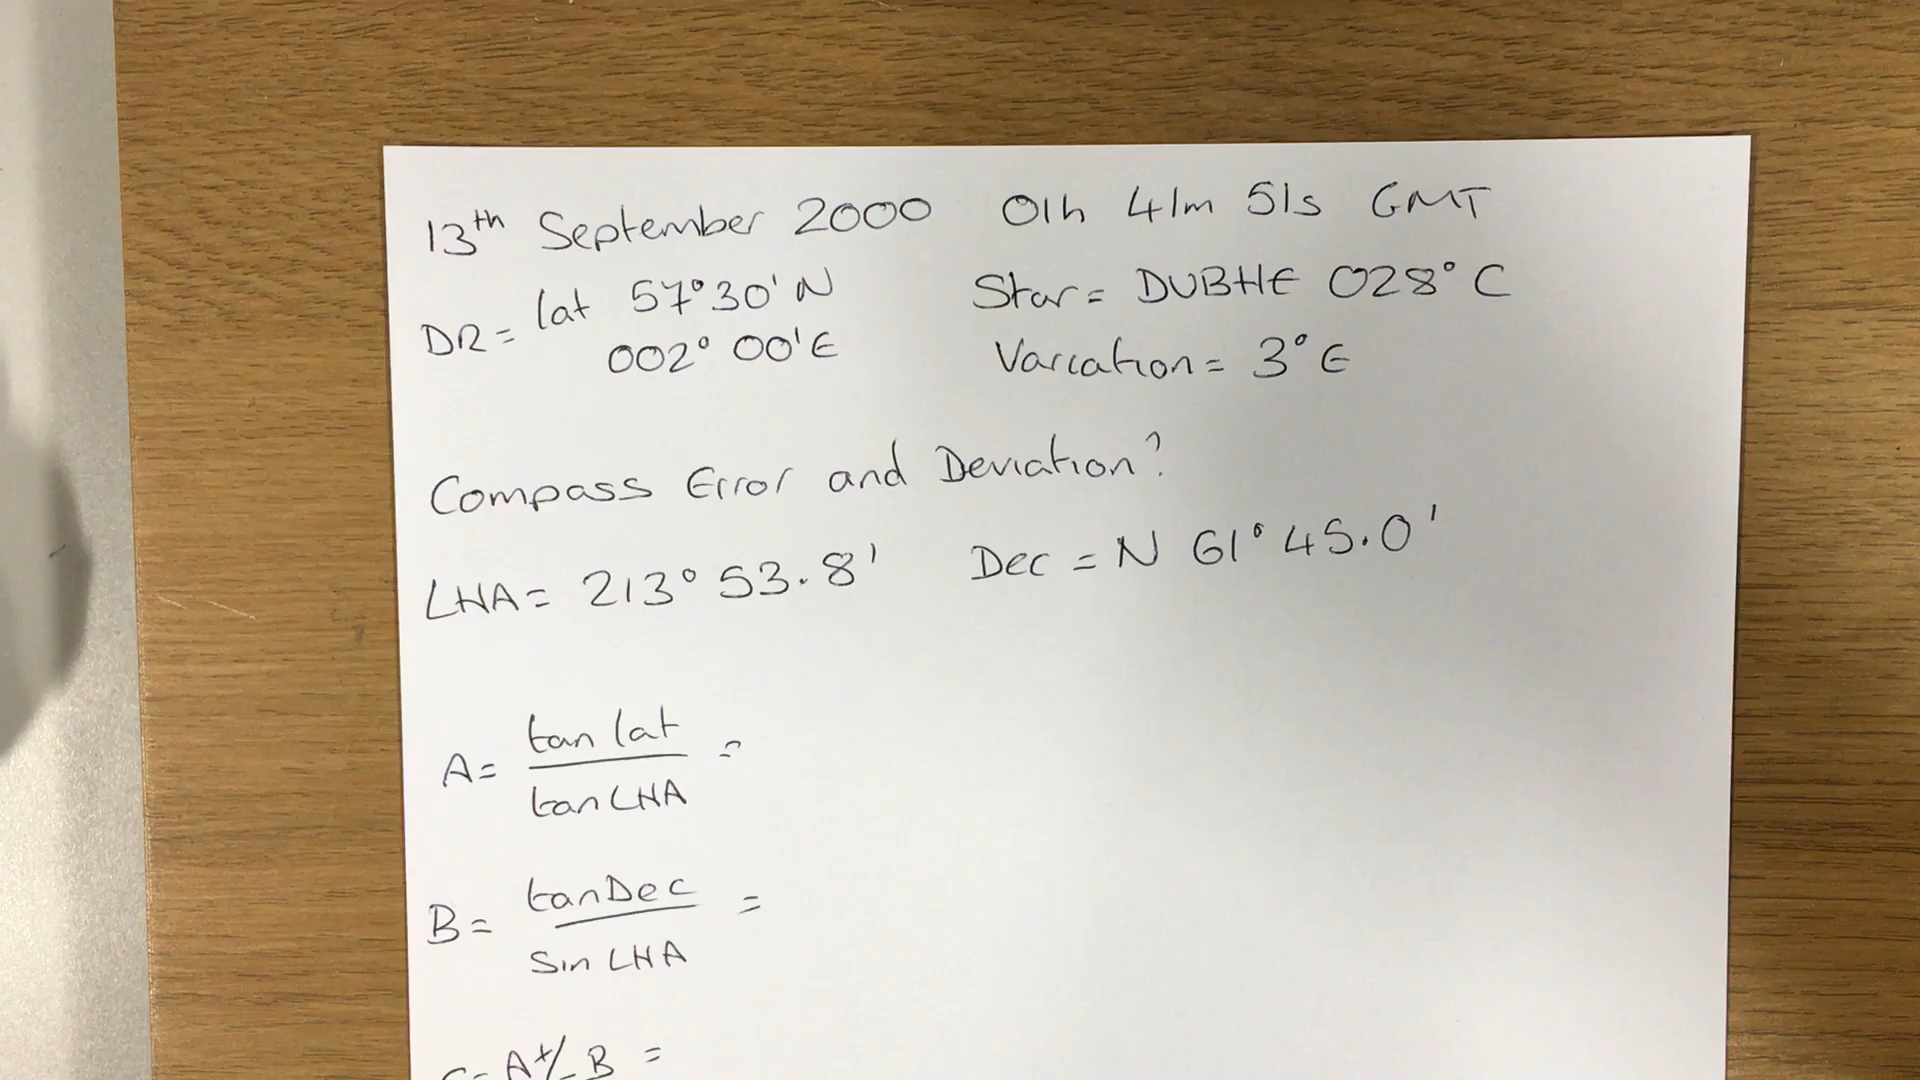 13th September 2000 01h 41m 51s GMT
DR = lat 57°30'N Star = DUBHE 028° C
002° 00'E Variation = 3° E
Compass Error and Deviation?
LHA = 213° 53.8' Dec = N 61° 45.0'
A = tan lat / tan LHA =
B = tan Dec / Sin LHA =
C = A +/- B =